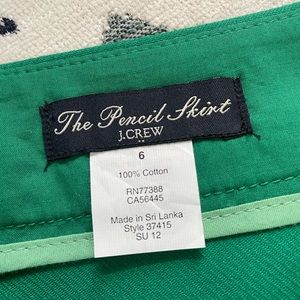 The Pencil Skirt
J.CREW
6
100% Cotton
RN77388
CA56445
Made in Sri Lanka
Style 37415
SU 12